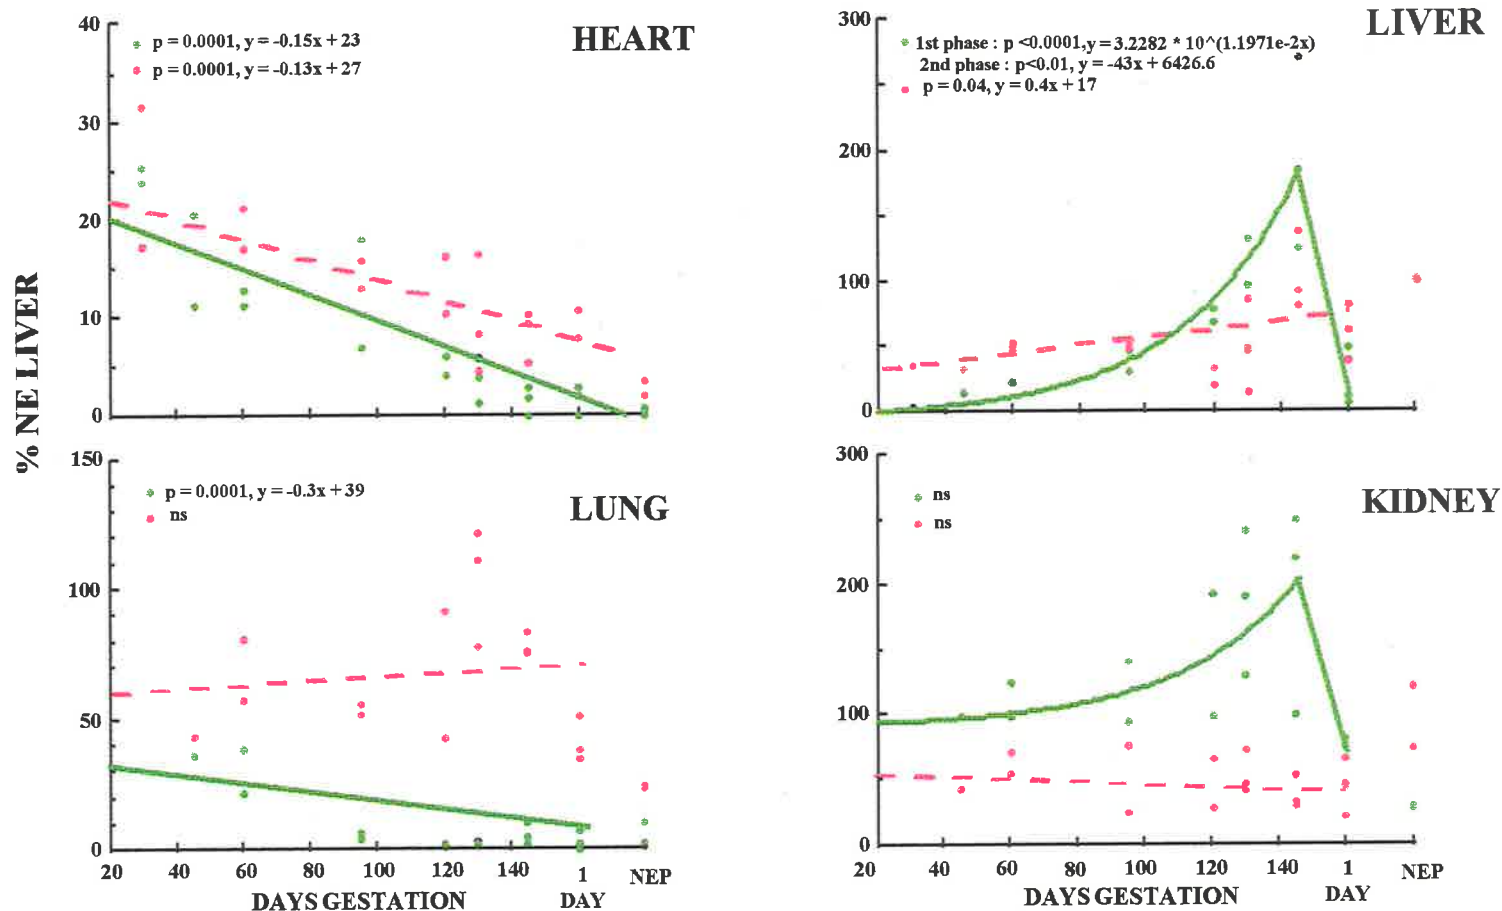 % NE LIVER
HEART
p = 0.0001, y = -0.15x + 23
p = 0.0001, y = -0.13x + 27
40
30
20
10
0
LIVER
1st phase : p <0.0001,y = 3.2282 * 10^(1.1971e-2x)
2nd phase : p<0.01, y = -43x + 6426.6
p = 0.04, y = 0.4x + 17
300
200
100
0
LUNG
p = 0.0001, y = -0.3x + 39
ns
150
100
50
0
20 40 60 80 100 120 140 1 NEP
DAYS GESTATION DAY
KIDNEY
ns
ns
300
200
100
0
20 40 60 80 100 120 140 1 NEP
DAYS GESTATION DAY